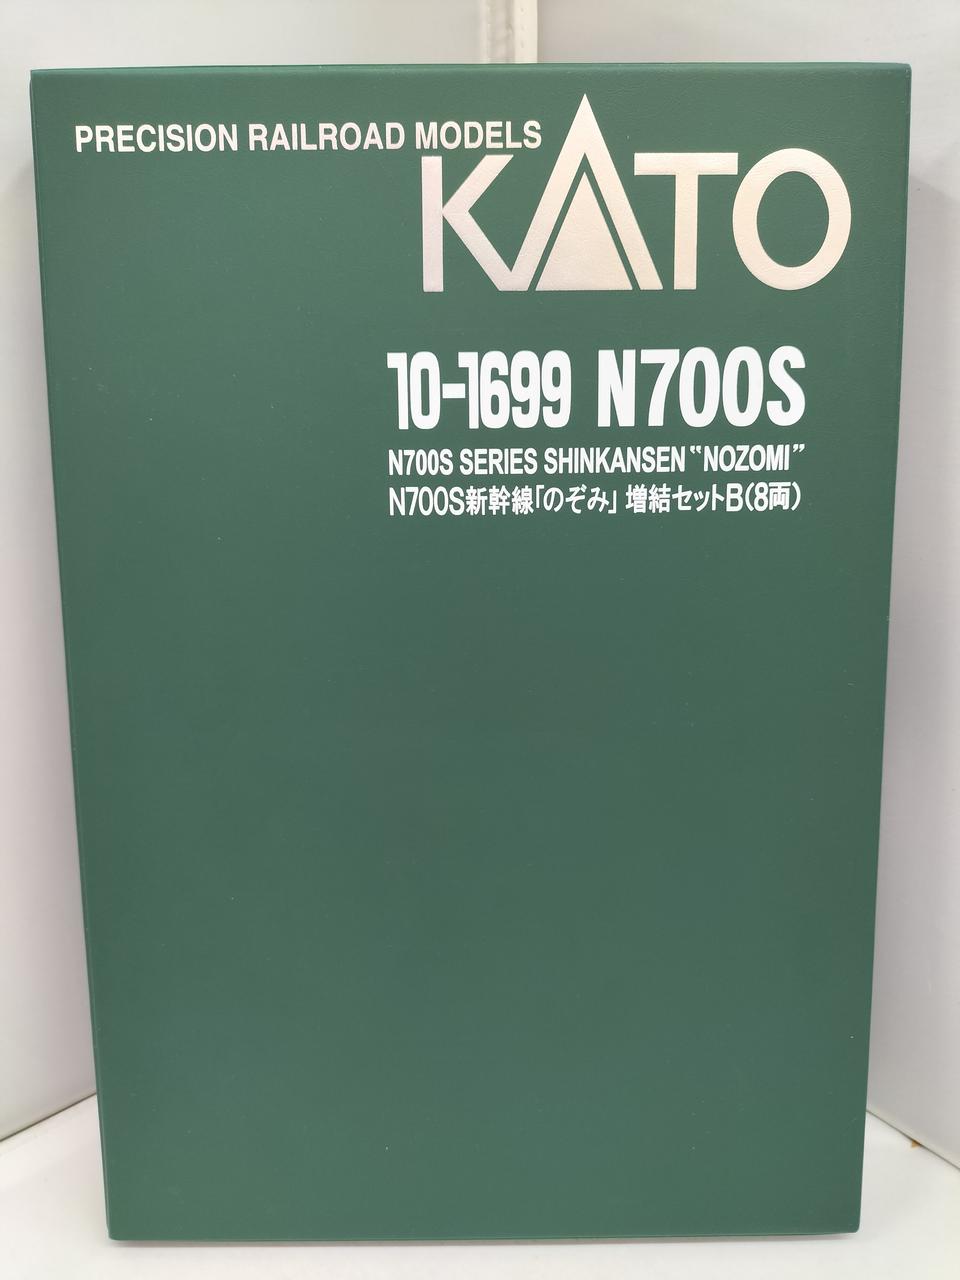 PRECISION RAILROAD MODELS
KATO
10-1699 N700S
N700S SERIES SHINKANSEN “NOZOMI”
N700S新幹線「のぞみ」 増結セットB(8両)